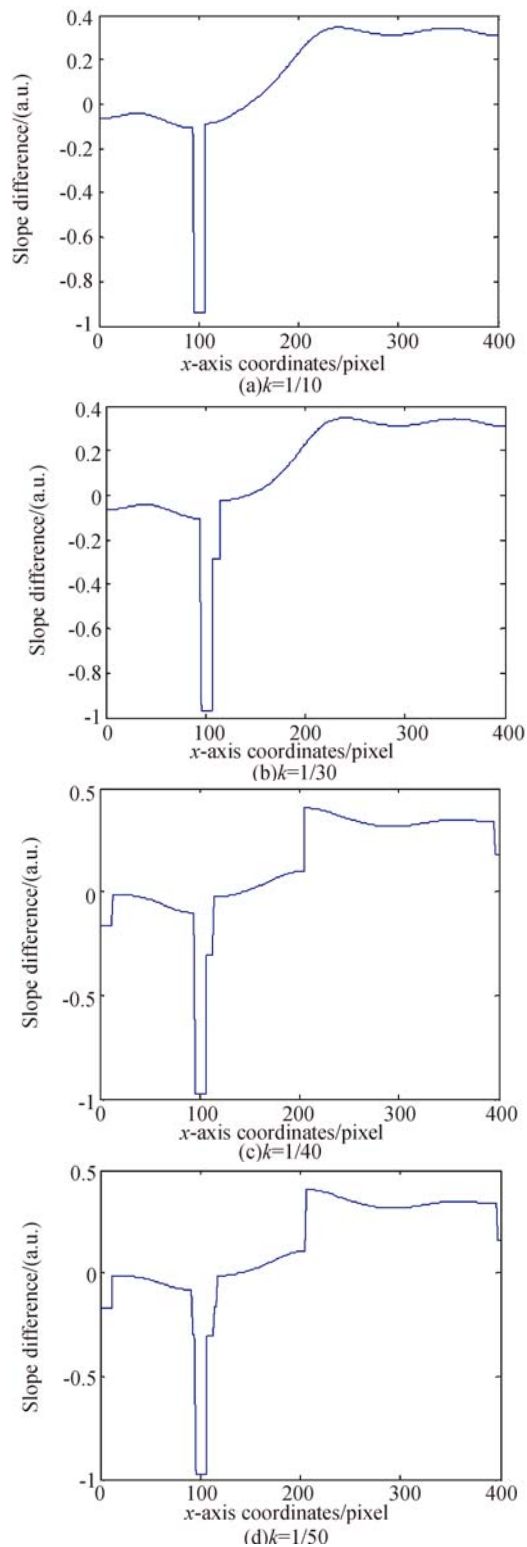 0.4
0.2
0
-0.2
-0.4
-0.6
-0.8
-1
Slope difference/(a.u.)
0 100 200 300 400
x-axis coordinates/pixel
(a)k=1/10
0.4
0.2
0
-0.2
-0.4
-0.6
-0.8
-1
Slope difference/(a.u.)
0 100 200 300 400
x-axis coordinates/pixel
(b)k=1/30
0.5
0
-0.5
-1
Slope difference/(a.u.)
0 100 200 300 400
x-axis coordinates/pixel
(c)k=1/40
0.5
0
-0.5
-1
Slope difference/(a.u.)
0 100 200 300 400
x-axis coordinates/pixel
(d)k=1/50